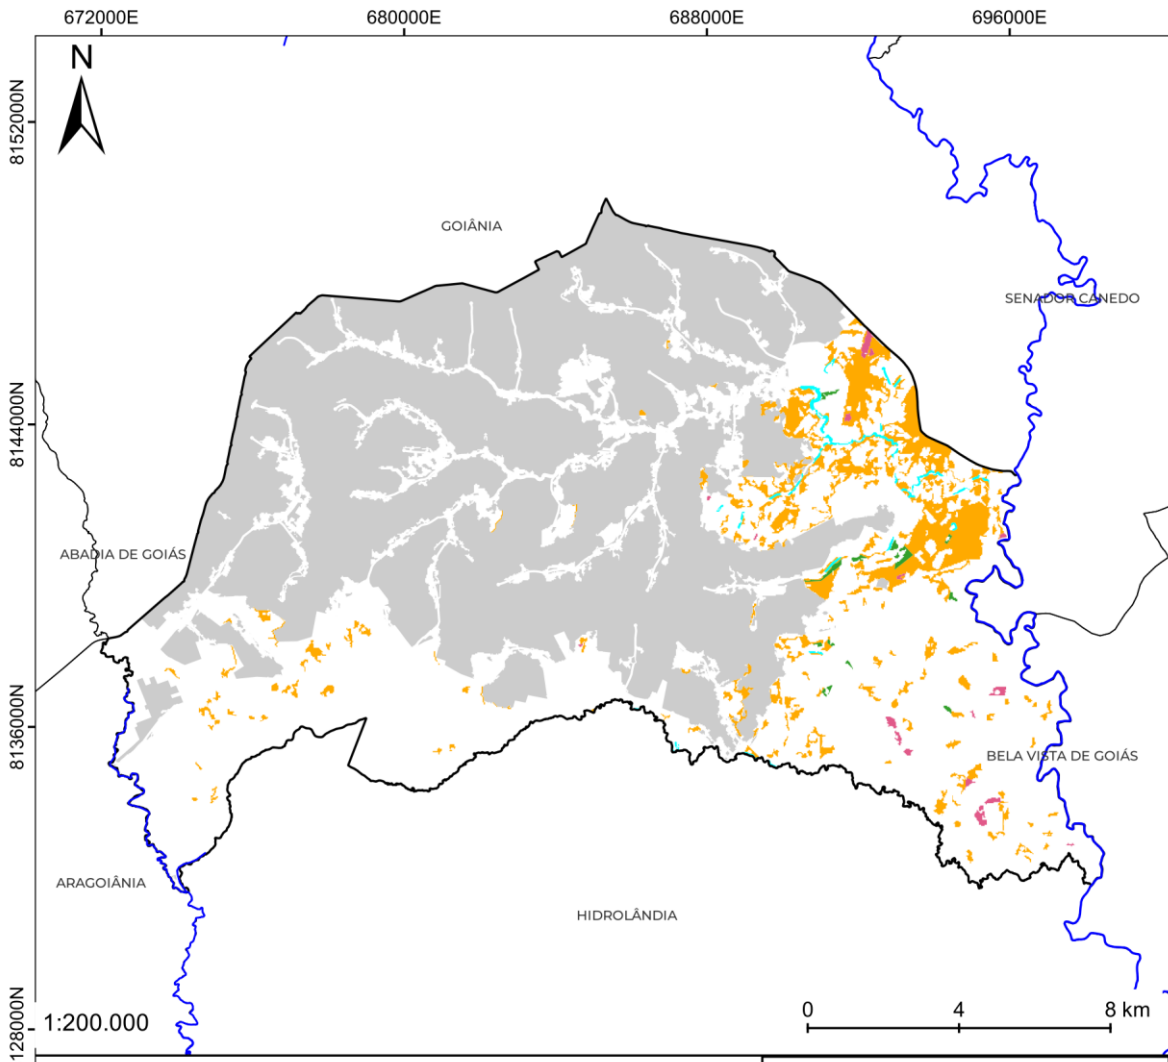 672000E 680000E 688000E 696000E
N
8152000N
GOIÂNIA
SENADOR CANEDO
8144000N
ABADIA DE GOIÁS
8136000N
BELA VISTA DE GOIÁS
ARAGOIÂNIA
HIDROLÂNDIA
128000N
1:200.000
0 4 8 km